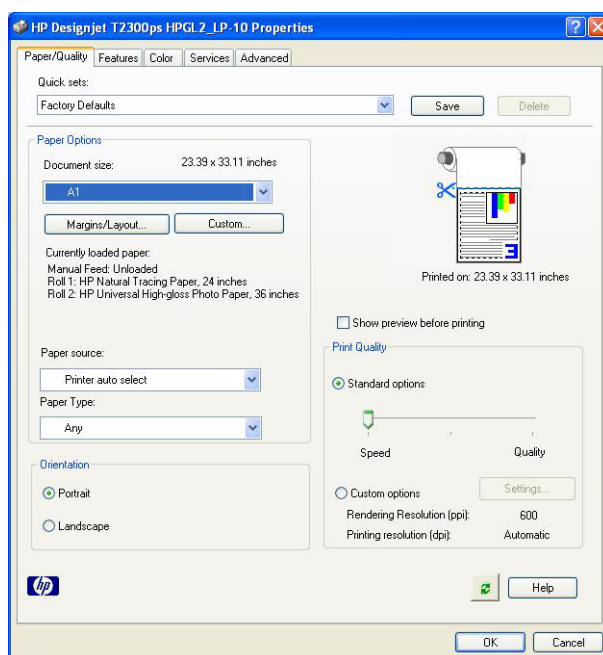 HP Designjet T2300ps HPGL2_LP-10 Properties
Paper/Quality Features Color Services Advanced
Quick sets:
Factory Defaults
Save
Delete
Paper Options
Document size: 23.39 x 33.11 inches
A1
Margins/Layout...
Custom...
Currently loaded paper:
Manual Feed: Unloaded
Roll 1: HP Natural Tracing Paper, 24 inches
Roll 2: HP Universal High-gloss Photo Paper, 36 inches
Paper source:
Printer auto select
Paper Type:
Any
Orientation
Portrait
Landscape
3
Printed on: 23.39 x 33.11 inches
Show preview before printing
Print Quality
Standard options
Speed Quality
Custom options
Settings...
Rendering Resolution (ppi): 600
Printing resolution (dpi): Automatic
hp
Help
OK
Cancel